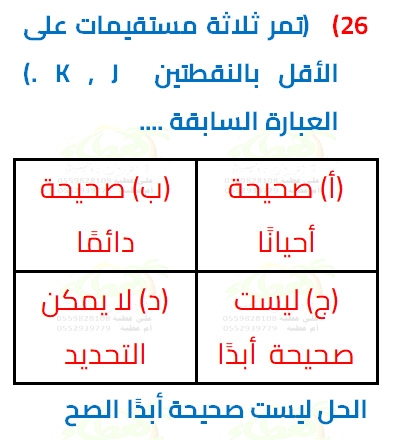 26) (تمر ثلاثة مستقيمات على
الأقل بالنقطتين K , J .)
العبارة السابقة ....
(أ) صحيحة أحيانًا
(ب) صحيحة دائمًا
(ج) ليست صحيحة أبدًا
(د) لا يمكن التحديد
الحل ليست صحيحة أبدًا الصح